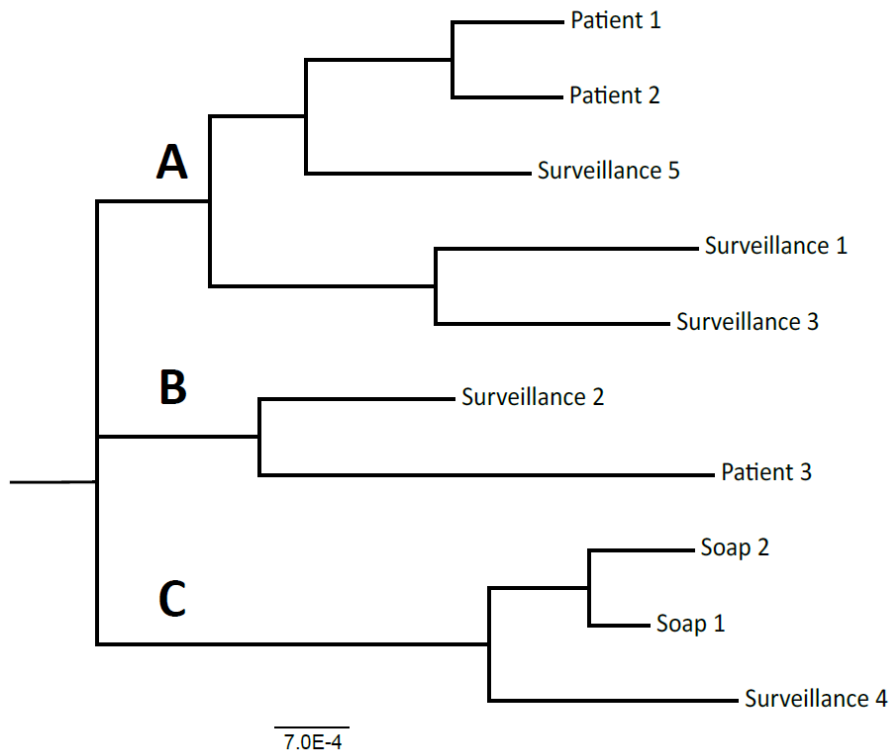 Patient 1
Patient 2
A
Surveillance 5
Surveillance 1
Surveillance 3
B
Surveillance 2
Patient 3
Soap 2
C
Soap 1
Surveillance 4
7.0E-4